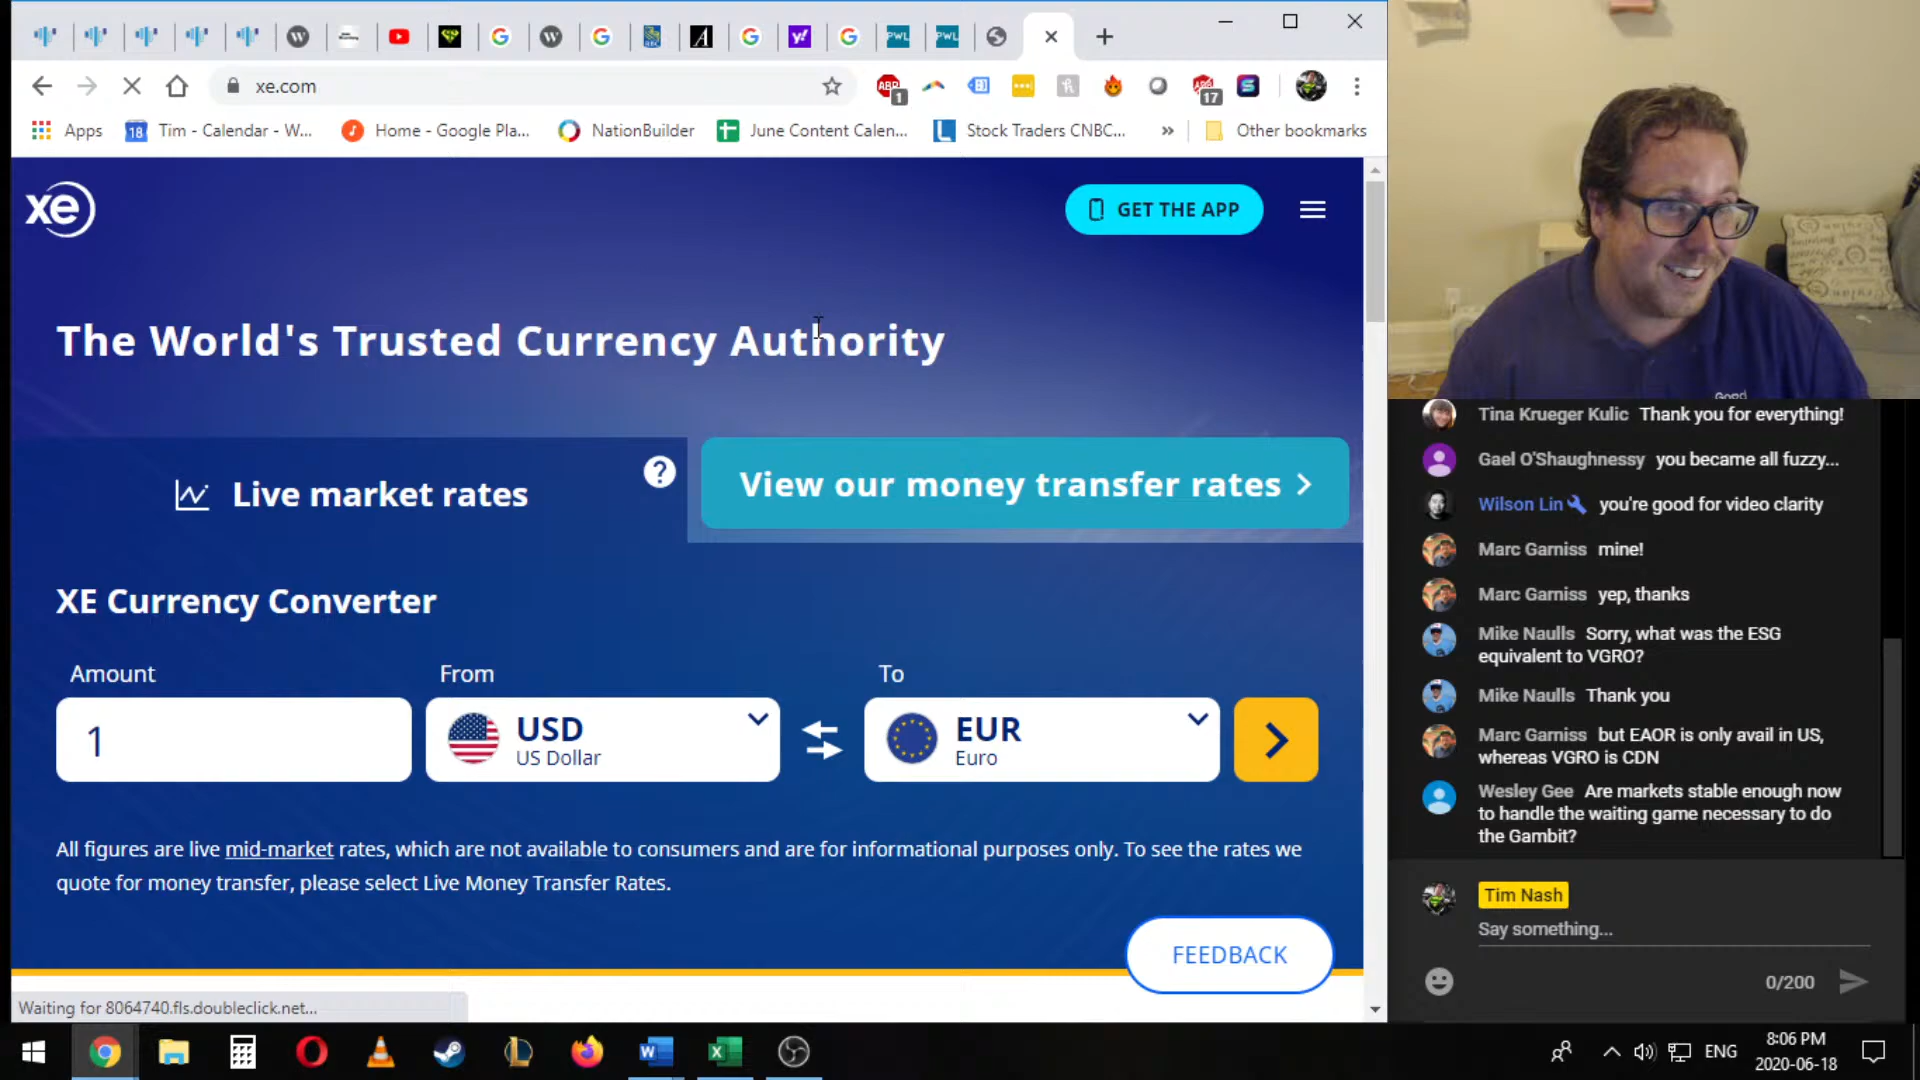 xe.com
ABP
1
17
Apps
18
Tim - Calendar - W...
Home - Google Pla...
NationBuilder
June Content Calen...
Stock Traders CNBC...
»
Other bookmarks
xe
GET THE APP
The World's Trusted Currency Authority
Live market rates
?
View our money transfer rates >
XE Currency Converter
Amount
From
To
1
USD
US Dollar
EUR
Euro
All figures are live mid-market rates, which are not available to consumers and are for informational purposes only. To see the rates we
quote for money transfer, please select Live Money Transfer Rates.
FEEDBACK
Waiting for 8064740.fls.doubleclick.net...
Tina Krueger Kulic Thank you for everything!
Gael O'Shaughnessy you became all fuzzy...
Wilson Lin you're good for video clarity
Marc Garniss mine!
Marc Garniss yep, thanks
Mike Naulls Sorry, what was the ESG
equivalent to VGRO?
Mike Naulls Thank you
Marc Garniss but EAOR is only avail in US,
whereas VGRO is CDN
Wesley Gee Are markets stable enough now
to handle the waiting game necessary to do
the Gambit?
Tim Nash
Say something...
0/200
ENG
8:06 PM
2020-06-18